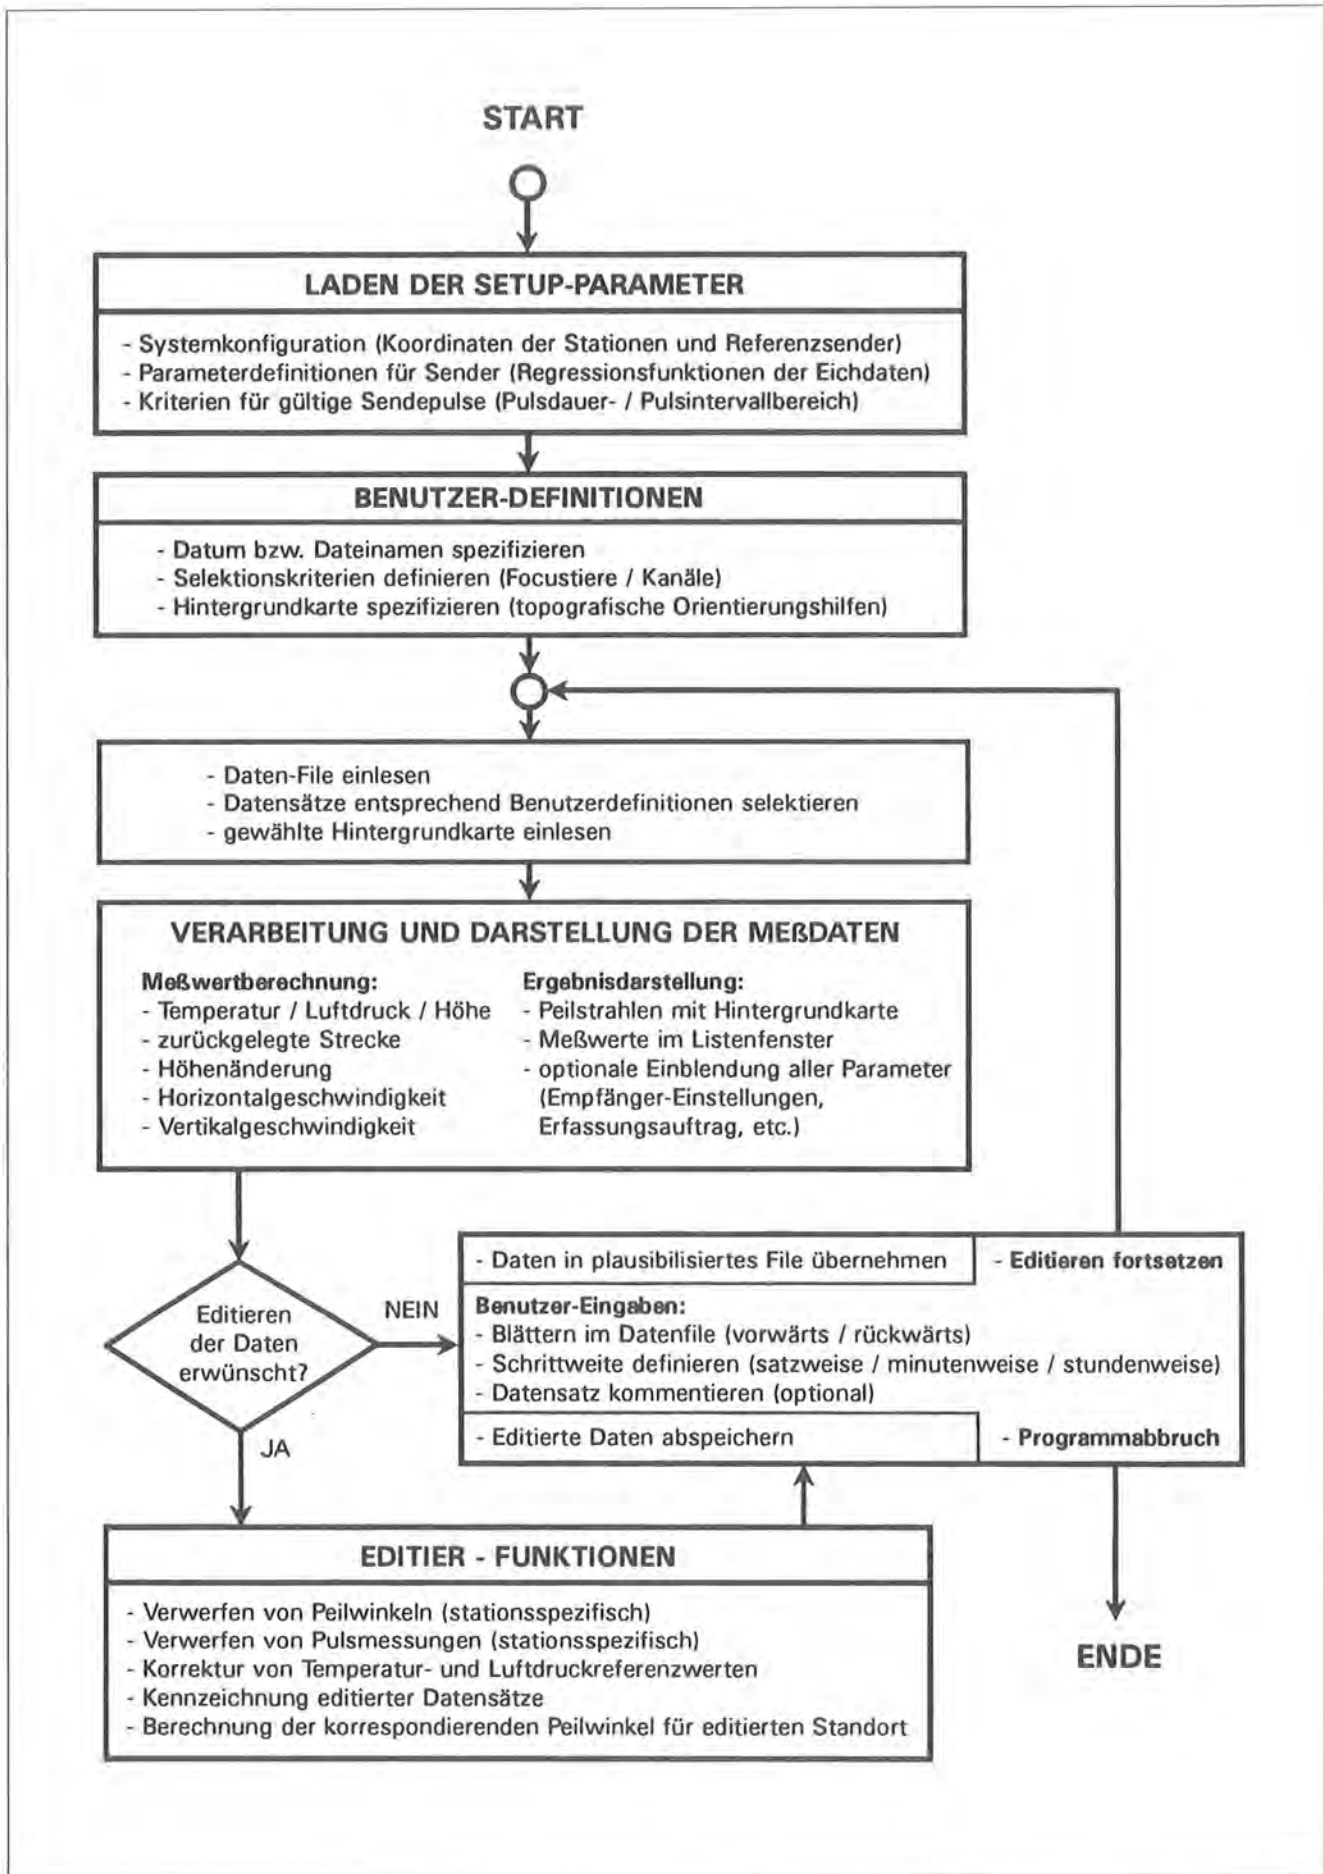 START
LADEN DER SETUP-PARAMETER
- Systemkonfiguration (Koordinaten der Stationen und Referenzsender)
- Parameterdefinitionen für Sender (Regressionsfunktionen der Eichdaten)
- Kriterien für gültige Sendepulse (Pulsdauer- / Pulsintervallbereich)
BENUTZER-DEFINITIONEN
- Datum bzw. Dateinamen spezifizieren
- Selektionskriterien definieren (Focustiere / Kanäle)
- Hintergrundkarte spezifizieren (topografische Orientierungshilfen)
- Daten-File einlesen
- Datensätze entsprechend Benutzerdefinitionen selektieren
- gewählte Hintergrundkarte einlesen
VERARBEITUNG UND DARSTELLUNG DER MEßDATEN
Meßwertberechnung:
- Temperatur / Luftdruck / Höhe
- zurückgelegte Strecke
- Höhenänderung
- Horizontalgeschwindigkeit
- Vertikalgeschwindigkeit
Ergebnisdarstellung:
- Peilstrahlen mit Hintergrundkarte
- Meßwerte im Listenfenster
- optionale Einblendung aller Parameter
(Empfänger-Einstellungen,
Erfassungsauftrag, etc.)
Editieren
der Daten
erwünscht?
NEIN
JA
- Daten in plausibilisiertes File übernehmen
- Editieren fortsetzen
Benutzer-Eingaben:
- Blättern im Datenfile (vorwärts / rückwärts)
- Schrittweite definieren (satzweise / minutenweise / stundenweise)
- Datensatz kommentieren (optional)
- Editierte Daten abspeichern
- Programmabbruch
EDITIER - FUNKTIONEN
- Verwerfen von Peilwinkeln (stationsspezifisch)
- Verwerfen von Pulsmessungen (stationsspezifisch)
- Korrektur von Temperatur- und Luftdruckreferenzwerten
- Kennzeichnung editierter Datensätze
- Berechnung der korrespondierenden Peilwinkel für editierten Standort
ENDE